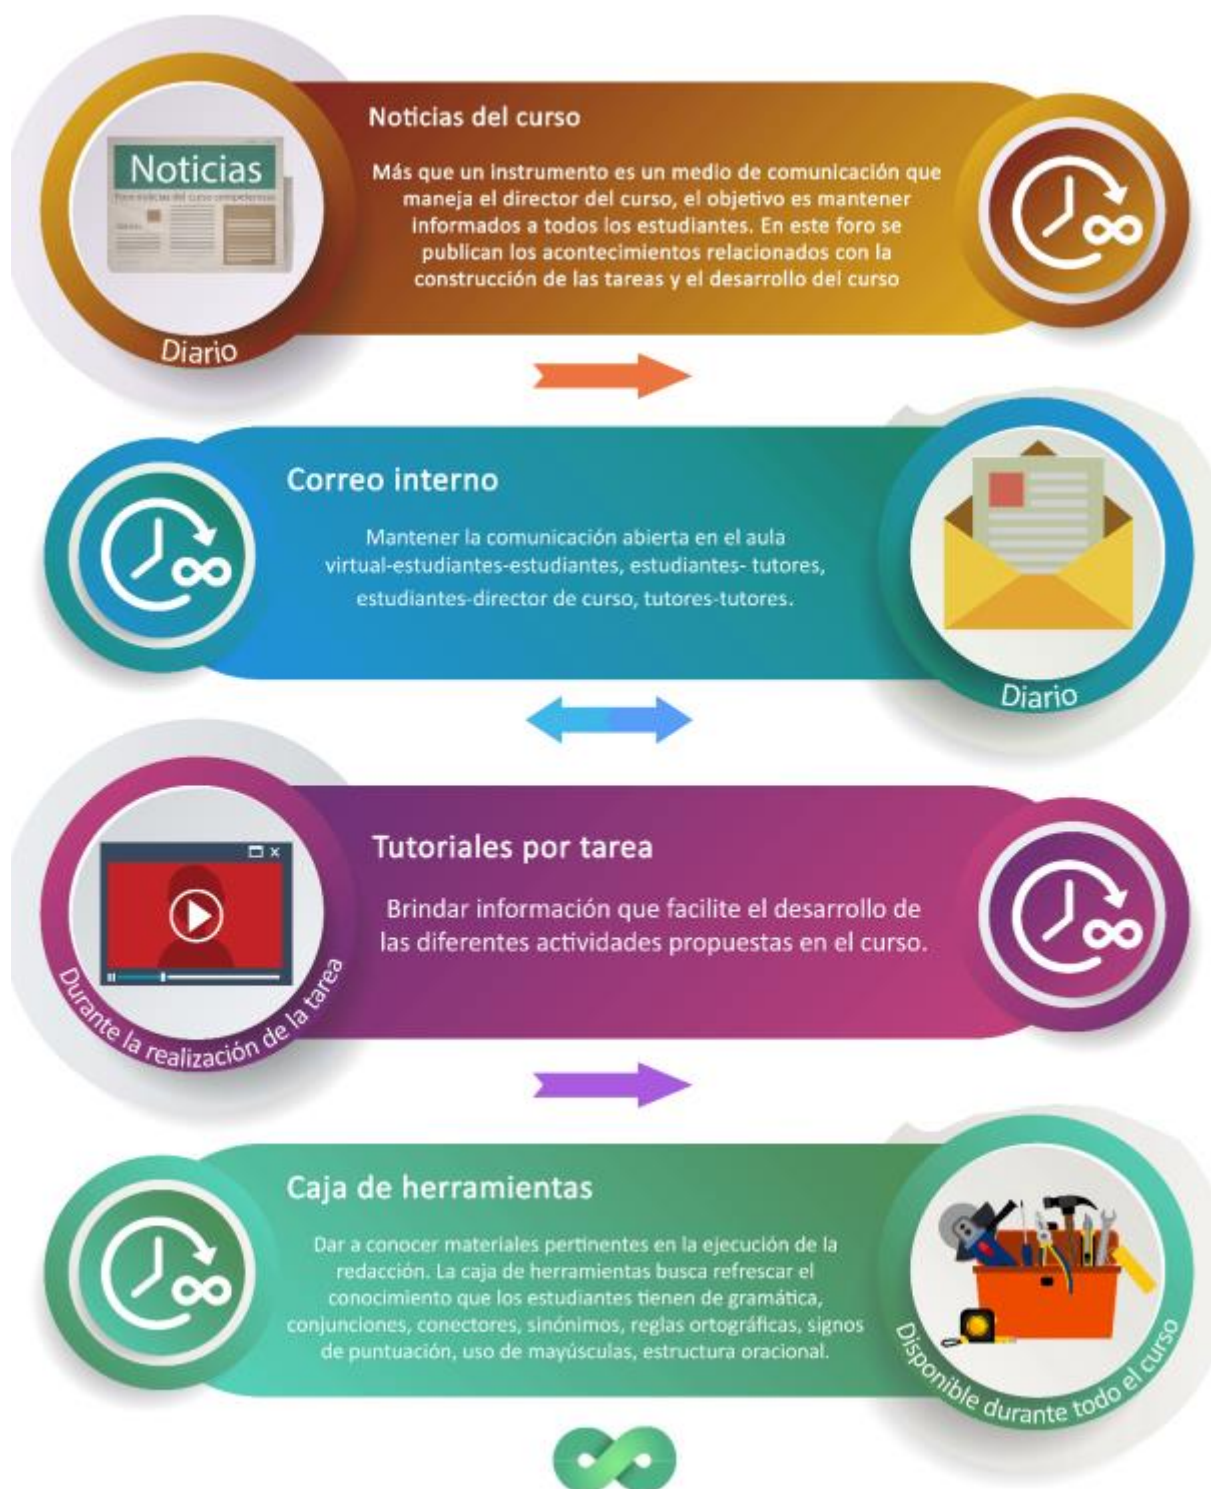 Noticias del curso
Noticias
Más que un instrumento es un medio de comunicación que
maneja el director del curso, el objetivo es mantener
informados a todos los estudiantes. En este foro se
publican los acontecimientos relacionados con la
construcción de las tareas y el desarrollo del curso
Diario
Correo interno
Mantener la comunicación abierta en el aula
virtual-estudiantes-estudiantes, estudiantes- tutores,
estudiantes-director de curso, tutores-tutores.
Diario
Tutoriales por tarea
Brindar información que facilite el desarrollo de
las diferentes actividades propuestas en el curso.
Durante la realización de la tarea
Caja de herramientas
Dar a conocer materiales pertinentes en la ejecución de la
redacción. La caja de herramientas busca refrescar el
conocimiento que los estudiantes tienen de gramática,
conjunciones, conectores, sinónimos, reglas ortográficas, signos
de puntuación, uso de mayúsculas, estructura oracional.
Disponible durante todo el curso